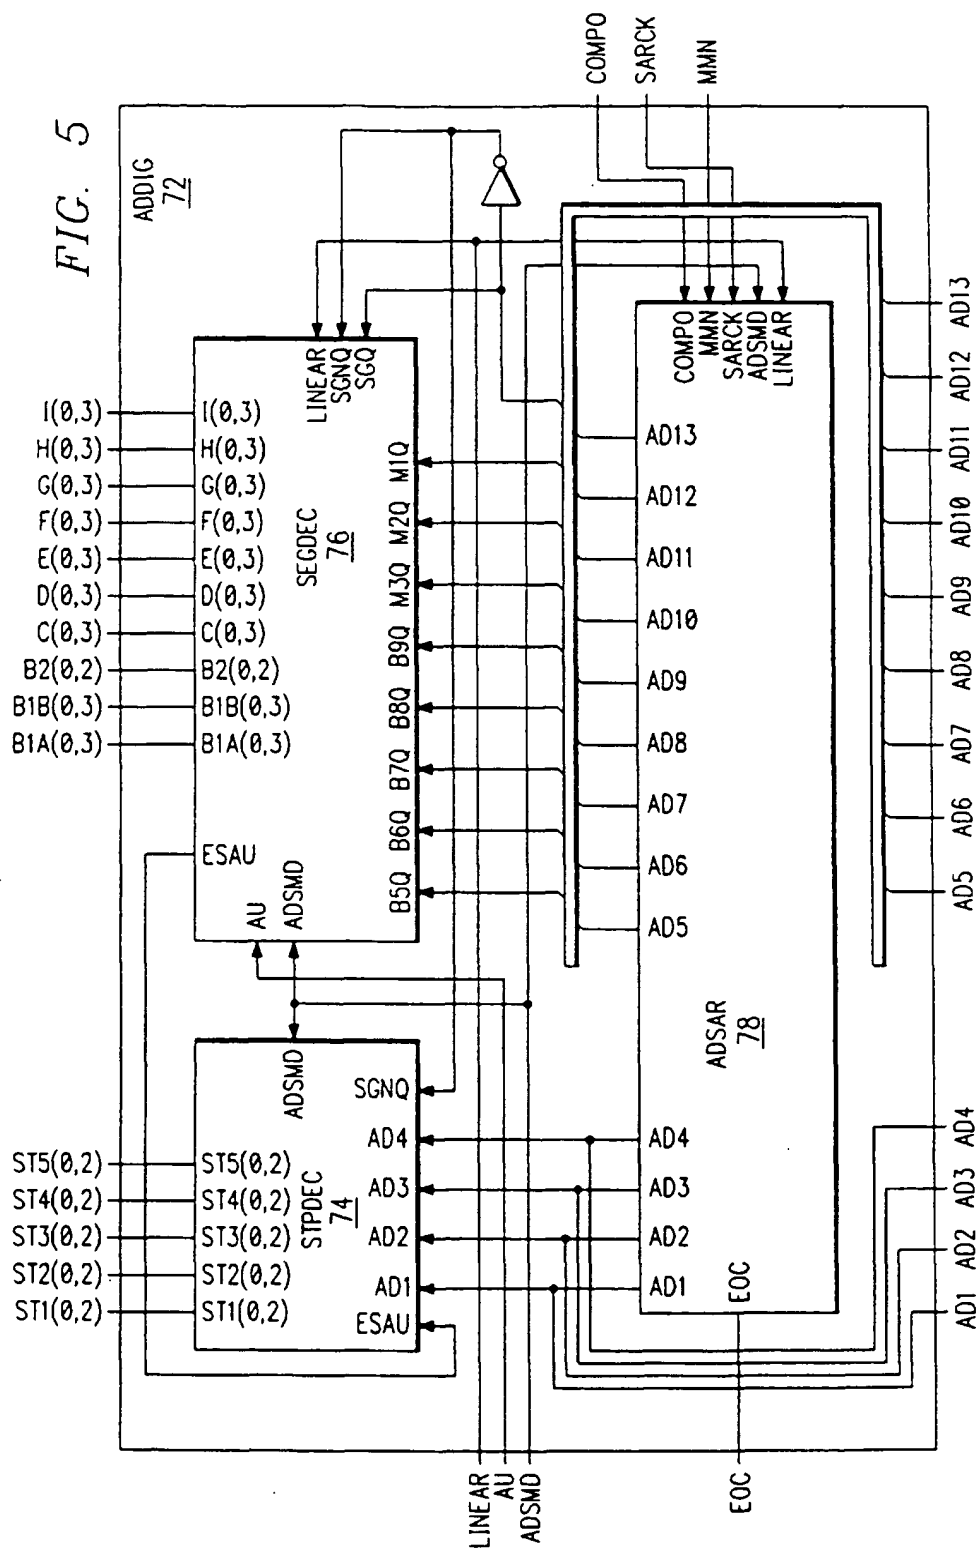 FIG. 5
ADDIG
72
COMPO
SARCK
MMN
I(0,3)
H(0,3)
G(0,3)
F(0,3)
E(0,3)
D(0,3)
C(0,3)
B2(0,2)
B1B(0,3)
B1A(0,3)
I(0,3)
H(0,3)
G(0,3)
F(0,3)
E(0,3)
D(0,3)
C(0,3)
B2(0,2)
B1B(0,3)
B1A(0,3)
ESAU
AU
ADSMD
SEGDEC
76
LINEAR
SGNQ
SGQ
M1Q
M2Q
M3Q
B9Q
B8Q
B7Q
B6Q
B5Q
ST5(0,2)
ST4(0,2)
ST3(0,2)
ST2(0,2)
ST1(0,2)
ST5(0,2)
ST4(0,2)
ST3(0,2)
ST2(0,2)
ST1(0,2)
ADSMD
STPDEC
74
SGNQ
AD4
AD3
AD2
AD1
ESAU
COMPO
MMN
SARCK
ADSMD
LINEAR
AD13
AD12
AD11
AD10
AD9
AD8
AD7
AD6
AD5
ADSAR
78
AD4
AD3
AD2
AD1
EOC
AD13
AD12
AD11
AD10
AD9
AD8
AD7
AD6
AD5
AD4
AD3
AD2
AD1
LINEAR
AU
ADSMD
EOC